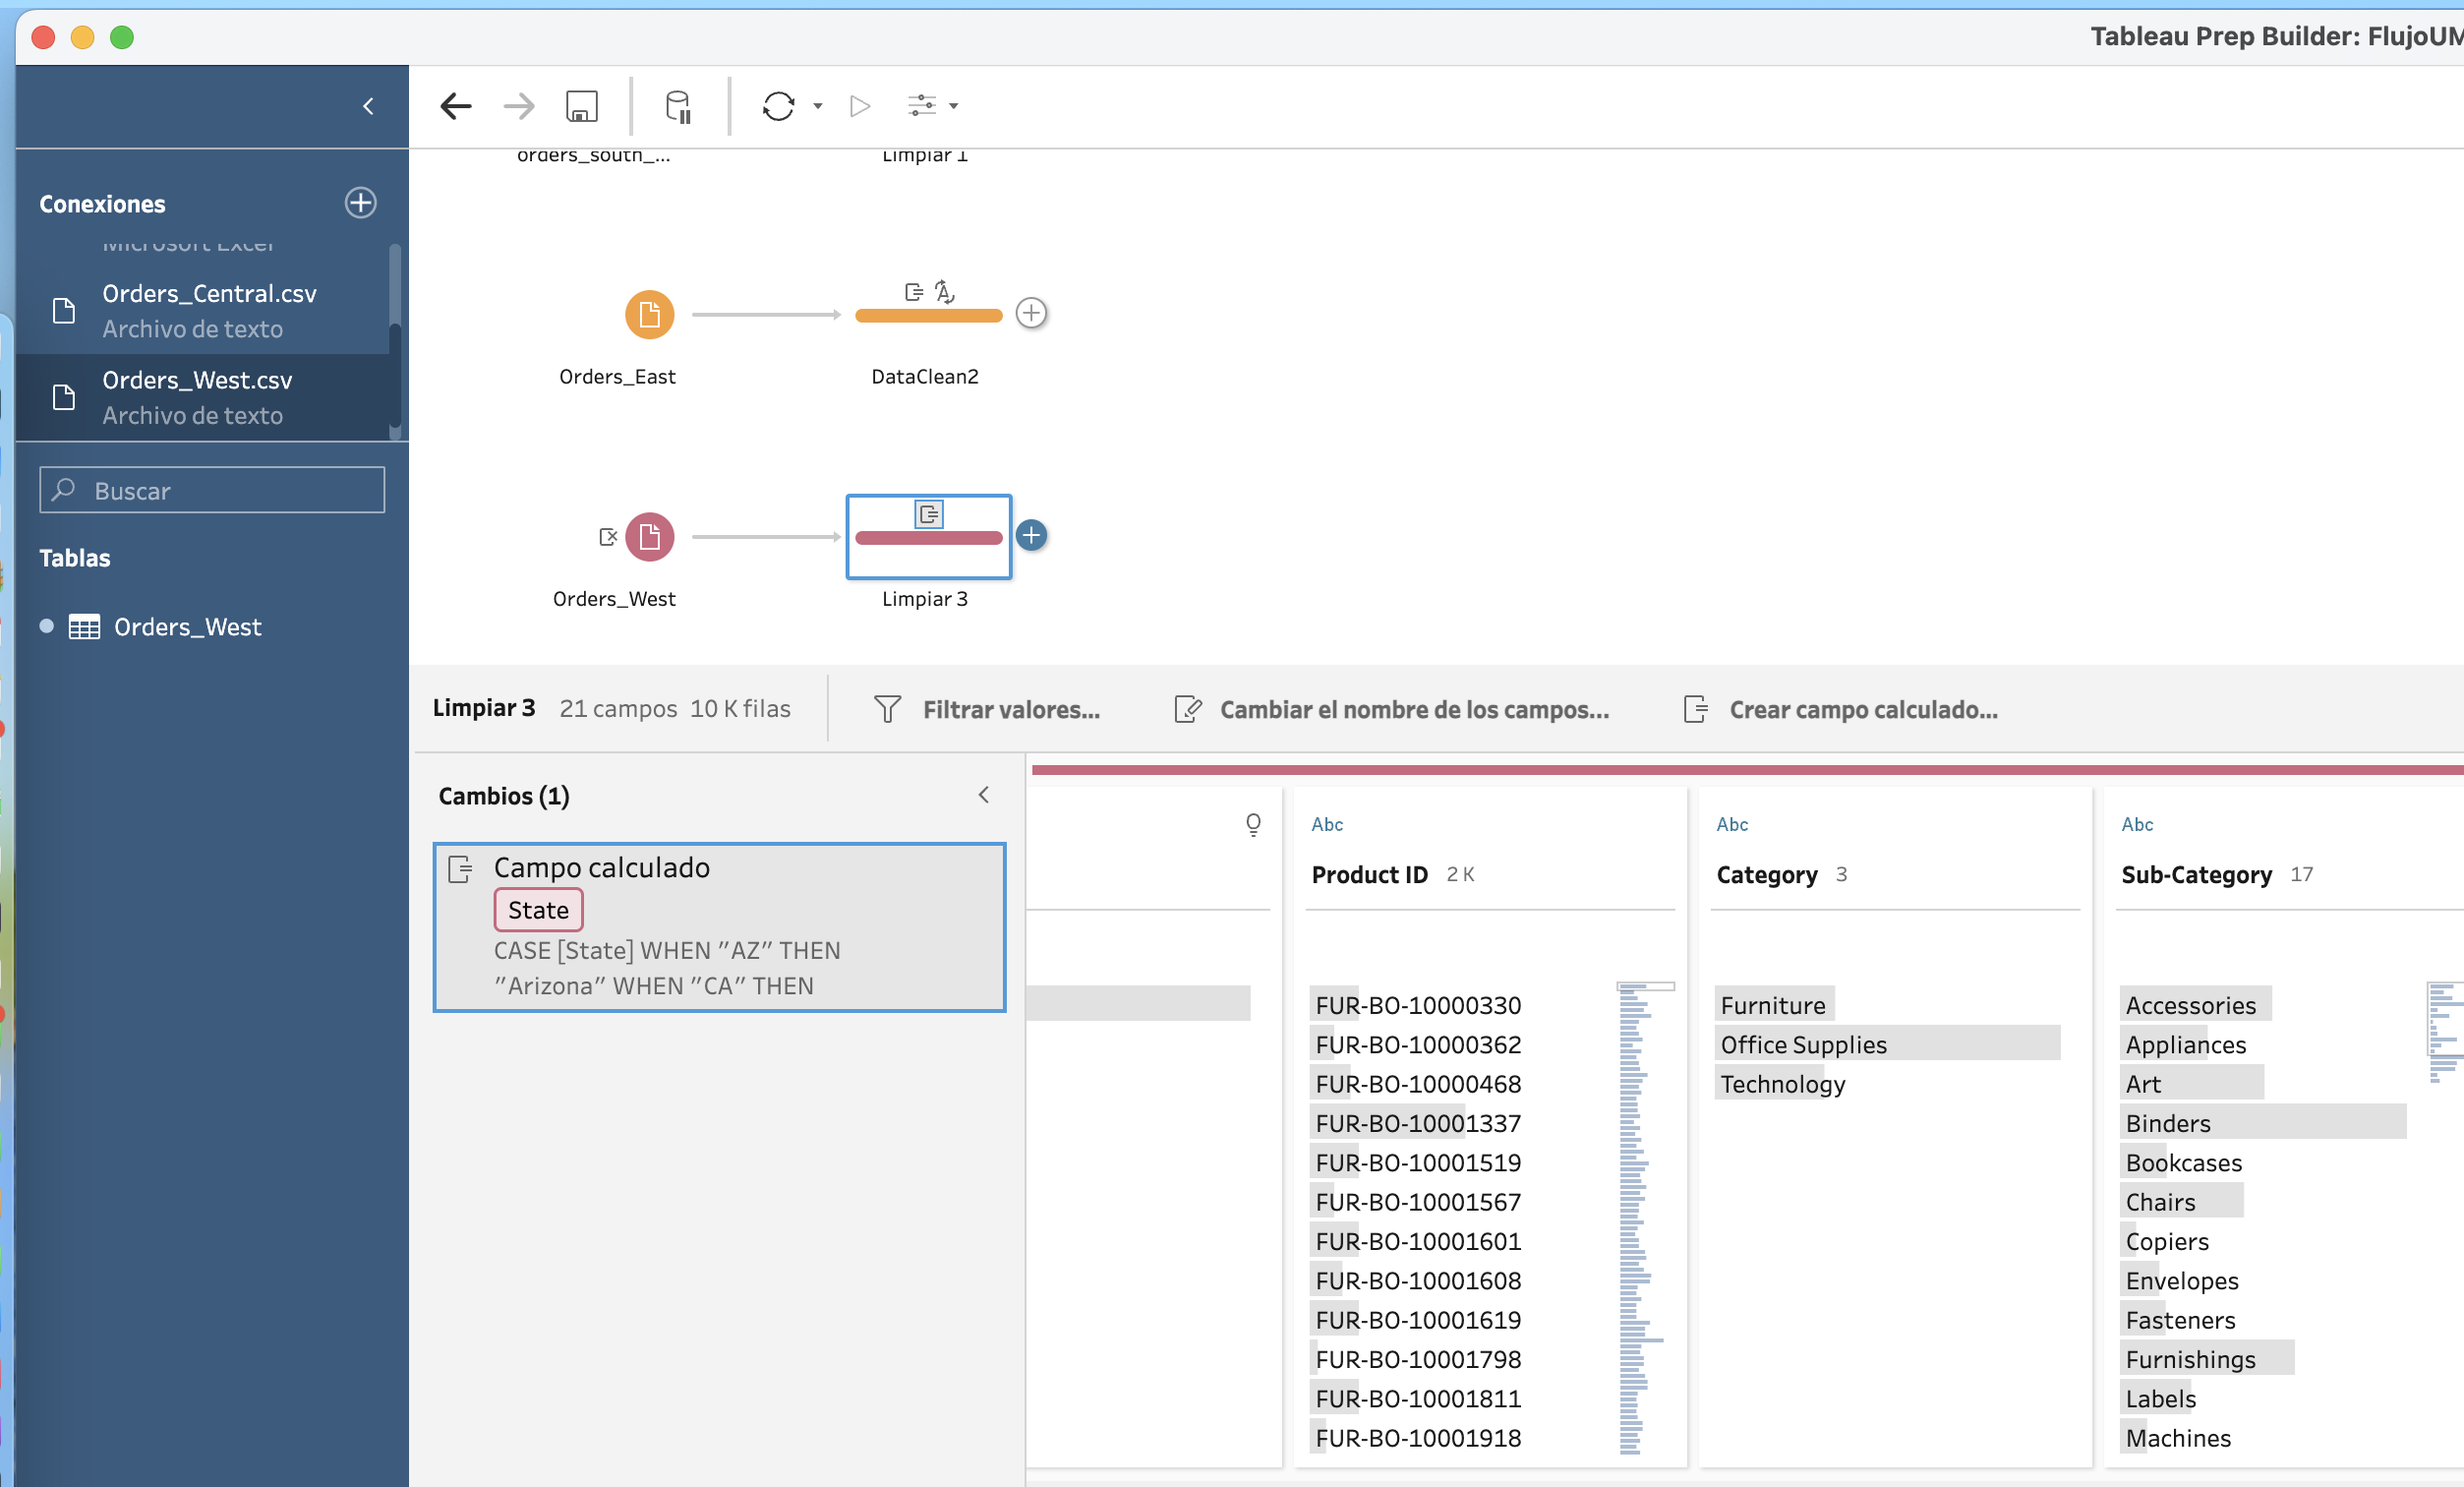 Tableau Prep Builder: FlujoUM
Conexiones
Microsoft Excel
Orders_Central.csv
Archivo de texto
Orders_West.csv
Archivo de texto
Buscar
Tablas
Orders_West
orders_south_...
Limpiar 1
Orders_East
DataClean2
Orders_West
Limpiar 3
Limpiar 3 21 campos 10 K filas
Filtrar valores...
Cambiar el nombre de los campos...
Crear campo calculado...
Cambios (1)
Campo calculado
State
CASE [State] WHEN "AZ" THEN
"Arizona" WHEN "CA" THEN
Abc
Product ID 2 K
FUR-BO-10000330
FUR-BO-10000362
FUR-BO-10000468
FUR-BO-10001337
FUR-BO-10001519
FUR-BO-10001567
FUR-BO-10001601
FUR-BO-10001608
FUR-BO-10001619
FUR-BO-10001798
FUR-BO-10001811
FUR-BO-10001918
Abc
Category 3
Furniture
Office Supplies
Technology
Abc
Sub-Category 17
Accessories
Appliances
Art
Binders
Bookcases
Chairs
Copiers
Envelopes
Fasteners
Furnishings
Labels
Machines